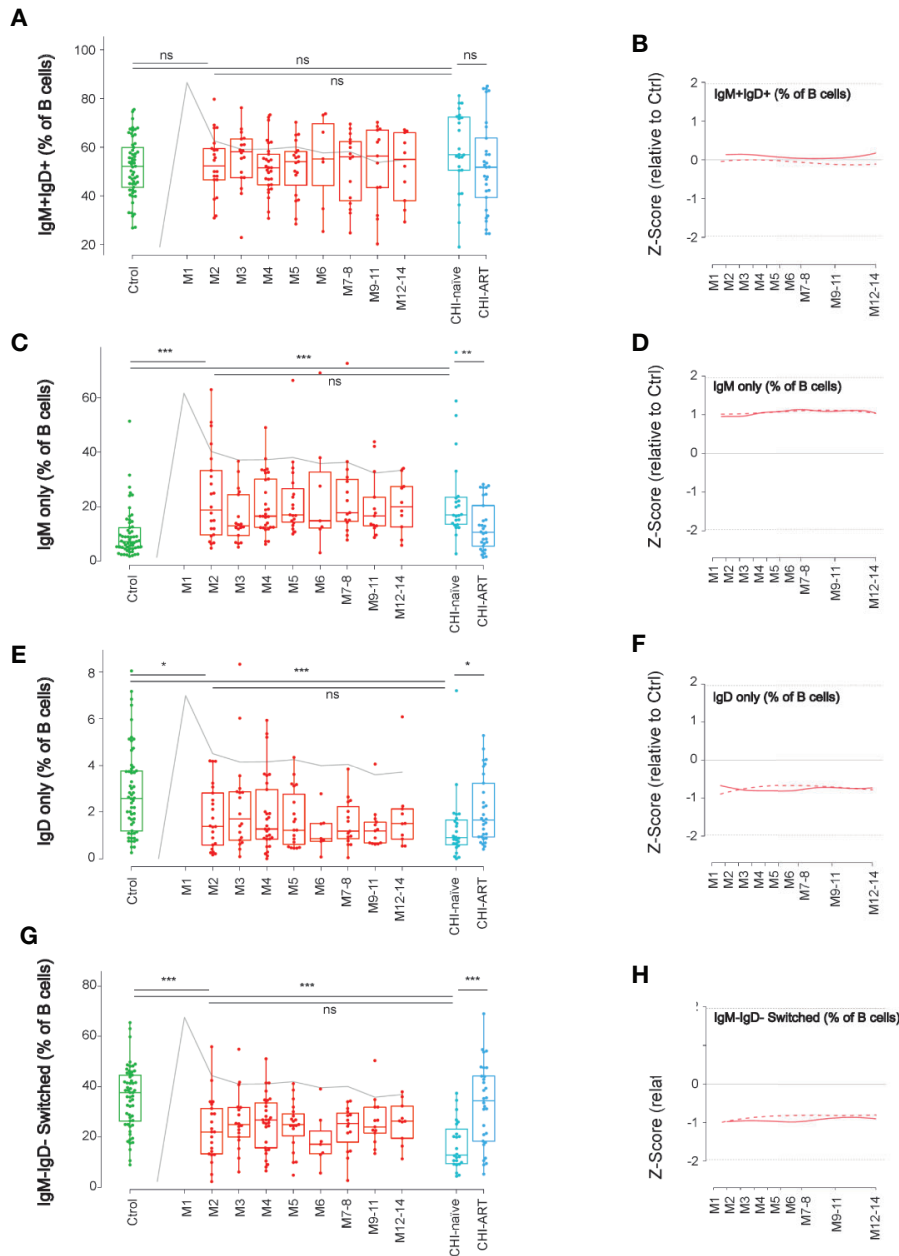 A
IgM+IgD+ (% of B cells)
100
80
60
40
20
ns
ns
ns
ns
Ctrol
M1
M2
M3
M4
M5
M6
M7-8
M9-11
M12-14
CHI-naïve
CHI-ART
B
Z-Score (relative to Ctrl)
IgM+IgD+ (% of B cells)
2
1
0
-1
-2
M1
M2
M3
M4
M5
M6
M7-8
M9-11
M12-14
C
IgM only (% of B cells)
60
40
20
0
***
***
ns
**
Ctrol
M1
M2
M3
M4
M5
M6
M7-8
M9-11
M12-14
CHI-naïve
CHI-ART
D
Z-Score (relative to Ctrl)
IgM only (% of B cells)
2
1
0
-1
-2
M1
M2
M3
M4
M5
M6
M7-8
M9-11
M12-14
E
IgD only (% of B cells)
8
6
4
2
0
*
***
ns
*
Ctrol
M1
M2
M3
M4
M5
M6
M7-8
M9-11
M12-14
CHI-naïve
CHI-ART
F
Z-Score (relative to Ctrl)
IgD only (% of B cells)
2
1
0
-1
-2
M1
M2
M3
M4
M5
M6
M7-8
M9-11
M12-14
G
IgM-IgD- Switched (% of B cells)
80
60
40
20
0
***
***
ns
***
Ctrol
M1
M2
M3
M4
M5
M6
M7-8
M9-11
M12-14
CHI-naïve
CHI-ART
H
Z-Score (relat
IgM-IgD- Switched (% of B cells)
2
1
0
-1
-2
M1
M2
M3
M4
M5
M6
M7-8
M9-11
M12-14